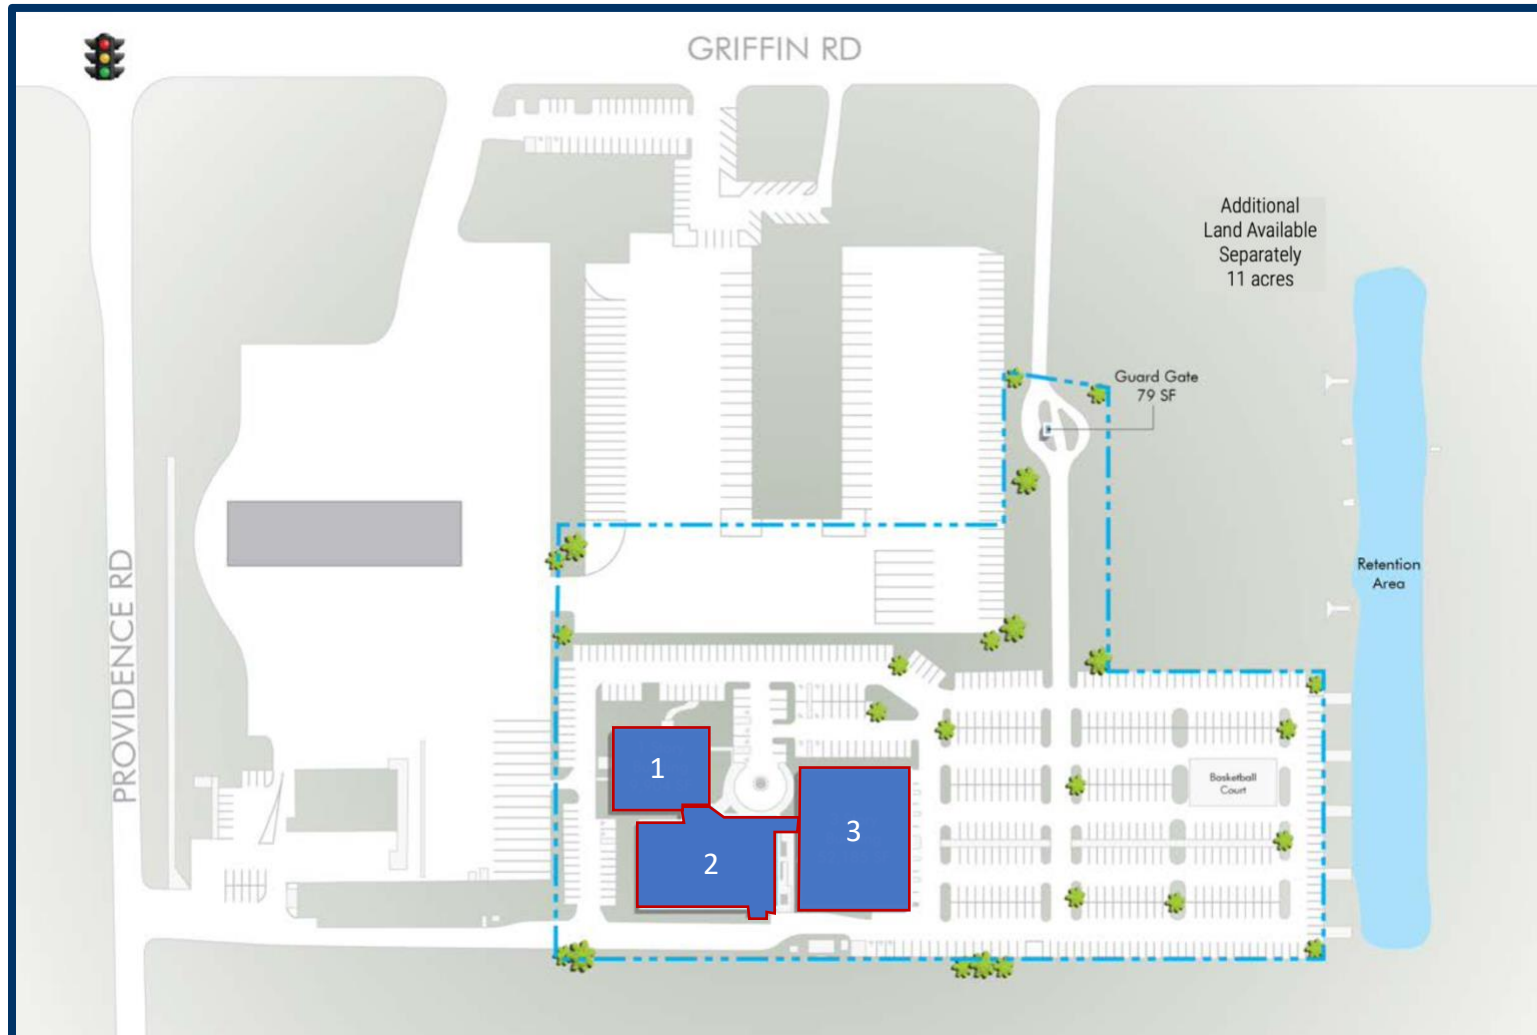 GRIFFIN RD
Additional
Land Available
Separately
11 acres
Guard Gate
79 SF
PROVIDENCE RD
Retention
Area
1
Basketball
Court
3
2